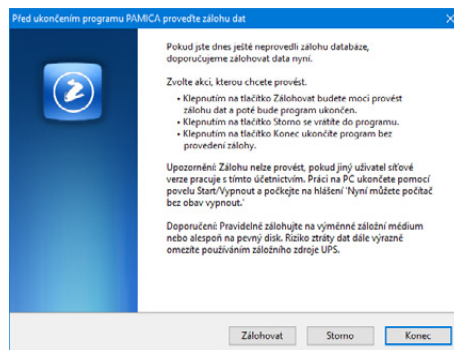 Před ukončením programu PAMICA proveďte zálohu dat
Pokud jste dnes ještě neprovedli zálohu databáze,
doporučujeme zálohovat data nyní.
Zvolte akci, kterou chcete provést.
• Klepnutím na tlačítko Zálohovat budete moci provést
zálohu dat a poté bude program ukončen.
• Klepnutím na tlačítko Storno se vrátíte do programu.
• Klepnutím na tlačítko Konec ukončíte program bez
provedení zálohy.
Upozornění: Zálohu nelze provést, pokud jiný uživatel síťové
verze pracuje s tímto účetnictvím. Práci na PC ukončete pomocí
povelu Start/Vypnout a počkejte na hlášení 'Nyní můžete počítač
bez obav vypnout.'
Doporučení: Pravidelně zálohujte na výměnné záložní médium
nebo alespoň na pevný disk. Riziko ztráty dat dále výrazně
omezíte používáním záložního zdroje UPS.
Zálohovat Storno Konec